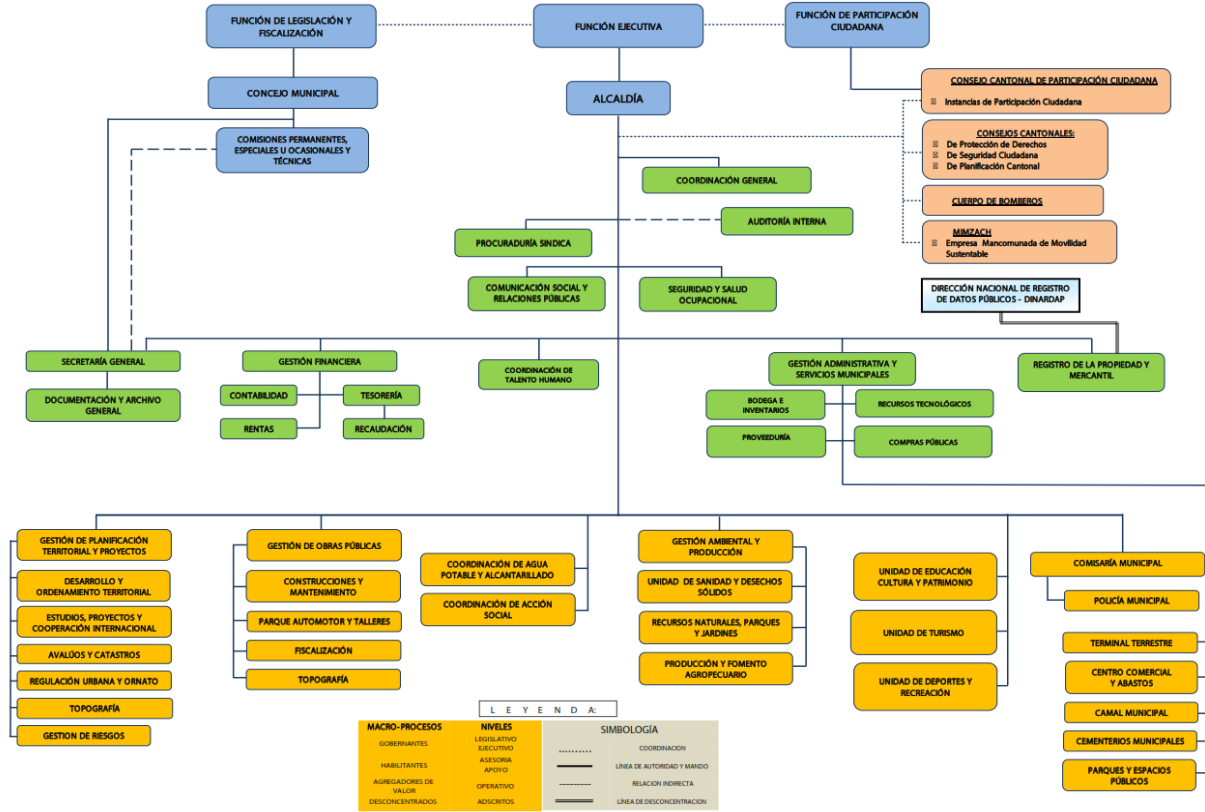 FUNCIÓN DE LEGISLACIÓN Y
FISCALIZACIÓN
FUNCIÓN EJECUTIVA
FUNCIÓN DE PARTICIPACIÓN
CIUDADANA
CONCEJO MUNICIPAL
ALCALDÍA
CONSEJO CANTONAL DE PARTICIPACIÓN CIUDADANA
Instancias de Participación Ciudadana
COMISIONES PERMANENTES,
ESPECIALES U OCASIONALES Y
TÉCNICAS
CONSEJOS CANTONALES:
De Protección de Derechos
De Seguridad Ciudadana
De Planificación Cantonal
COORDINACIÓN GENERAL
CUERPO DE BOMBEROS
AUDITORÍA INTERNA
PROCURADURÍA SINDICA
MIMZACH
Empresa Mancomunada de Movilidad
Sustentable
COMUNICACIÓN SOCIAL Y
RELACIONES PÚBLICAS
SEGURIDAD Y SALUD
OCUPACIONAL
DIRECCIÓN NACIONAL DE REGISTRO
DE DATOS PÚBLICOS - DINARDAP
SECRETARÍA GENERAL
GESTIÓN FINANCIERA
COORDINACIÓN DE
TALENTO HUMANO
GESTIÓN ADMINISTRATIVA Y
SERVICIOS MUNICIPALES
REGISTRO DE LA PROPIEDAD Y
MERCANTIL
DOCUMENTACIÓN Y ARCHIVO
GENERAL
CONTABILIDAD
TESORERÍA
RENTAS
RECAUDACIÓN
BODEGA E
INVENTARIOS
RECURSOS TECNOLÓGICOS
PROVEEDURÍA
COMPRAS PÚBLICAS
GESTIÓN DE PLANIFICACIÓN
TERRITORIAL Y PROYECTOS
DESARROLLO Y
ORDENAMIENTO TERRITORIAL
ESTUDIOS, PROYECTOS Y
COOPERACIÓN INTERNACIONAL
AVALÚOS Y CATASTROS
REGULACIÓN URBANA Y ORNATO
TOPOGRAFÍA
GESTION DE RIESGOS
GESTIÓN DE OBRAS PÚBLICAS
CONSTRUCCIONES Y
MANTENIMIENTO
PARQUE AUTOMOTOR Y TALLERES
FISCALIZACIÓN
TOPOGRAFÍA
COORDINACIÓN DE AGUA
POTABLE Y ALCANTARILLADO
COORDINACIÓN DE ACCIÓN
SOCIAL
GESTIÓN AMBIENTAL Y
PRODUCCIÓN
UNIDAD DE SANIDAD Y DESECHOS
SÓLIDOS
RECURSOS NATURALES, PARQUES
Y JARDINES
PRODUCCIÓN Y FOMENTO
AGROPECUARIO
UNIDAD DE EDUCACIÓN
CULTURA Y PATRIMONIO
UNIDAD DE TURISMO
UNIDAD DE DEPORTES Y
RECREACIÓN
COMISARÍA MUNICIPAL
POLICÍA MUNICIPAL
TERMINAL TERRESTRE
CENTRO COMERCIAL
Y ABASTOS
CAMAL MUNICIPAL
CEMENTERIOS MUNICIPALES
PARQUES Y ESPACIOS
PÚBLICOS
L E Y E N D A:
MACRO-PROCESOS
GOBERNANTES
HABILITANTES
AGREGADORES DE
VALOR
DESCONCENTRADOS
NIVELES
LEGISLATIVO
EJECUTIVO
ASESORIA
APOYO
OPERATIVO
ADSCRITOS
SIMBOLOGÍA
COORDINACION
LÍNEA DE AUTORIDAD Y MANDO
RELACION INDIRECTA
LÍNEA DE DESCONCENTRACION